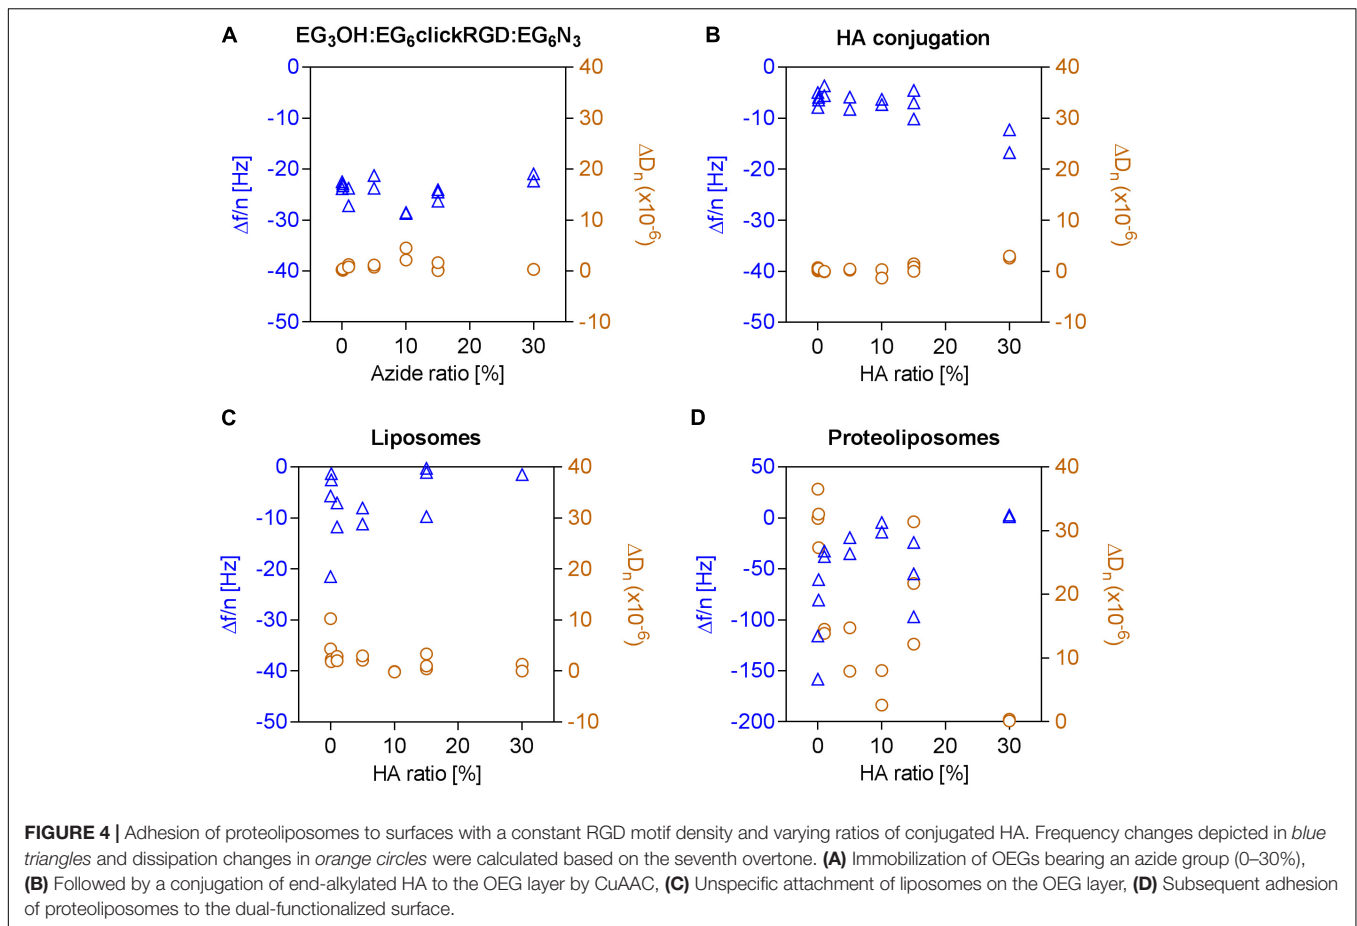 A
EG3OH:EG6clickRGD:EG6N3
0
-10
-20
-30
-40
-50
Δf/n [Hz]
40
30
20
10
0
-10
ΔDn (x10-6)
0 10 20 30
Azide ratio [%]
B
HA conjugation
0
-10
-20
-30
-40
-50
Δf/n [Hz]
40
30
20
10
0
-10
ΔDn (x10-6)
0 10 20 30
HA ratio [%]
C
Liposomes
0
-10
-20
-30
-40
-50
Δf/n [Hz]
40
30
20
10
0
-10
ΔDn (x10-6)
0 10 20 30
HA ratio [%]
D
Proteoliposomes
50
0
-50
-100
-150
-200
Δf/n [Hz]
40
30
20
10
0
ΔDn (x10-6)
0 10 20 30
HA ratio [%]
FIGURE 4 | Adhesion of proteoliposomes to surfaces with a constant RGD motif density and varying ratios of conjugated HA. Frequency changes depicted in blue
triangles and dissipation changes in orange circles were calculated based on the seventh overtone. (A) Immobilization of OEGs bearing an azide group (0–30%),
(B) Followed by a conjugation of end-alkylated HA to the OEG layer by CuAAC, (C) Unspecific attachment of liposomes on the OEG layer, (D) Subsequent adhesion
of proteoliposomes to the dual-functionalized surface.